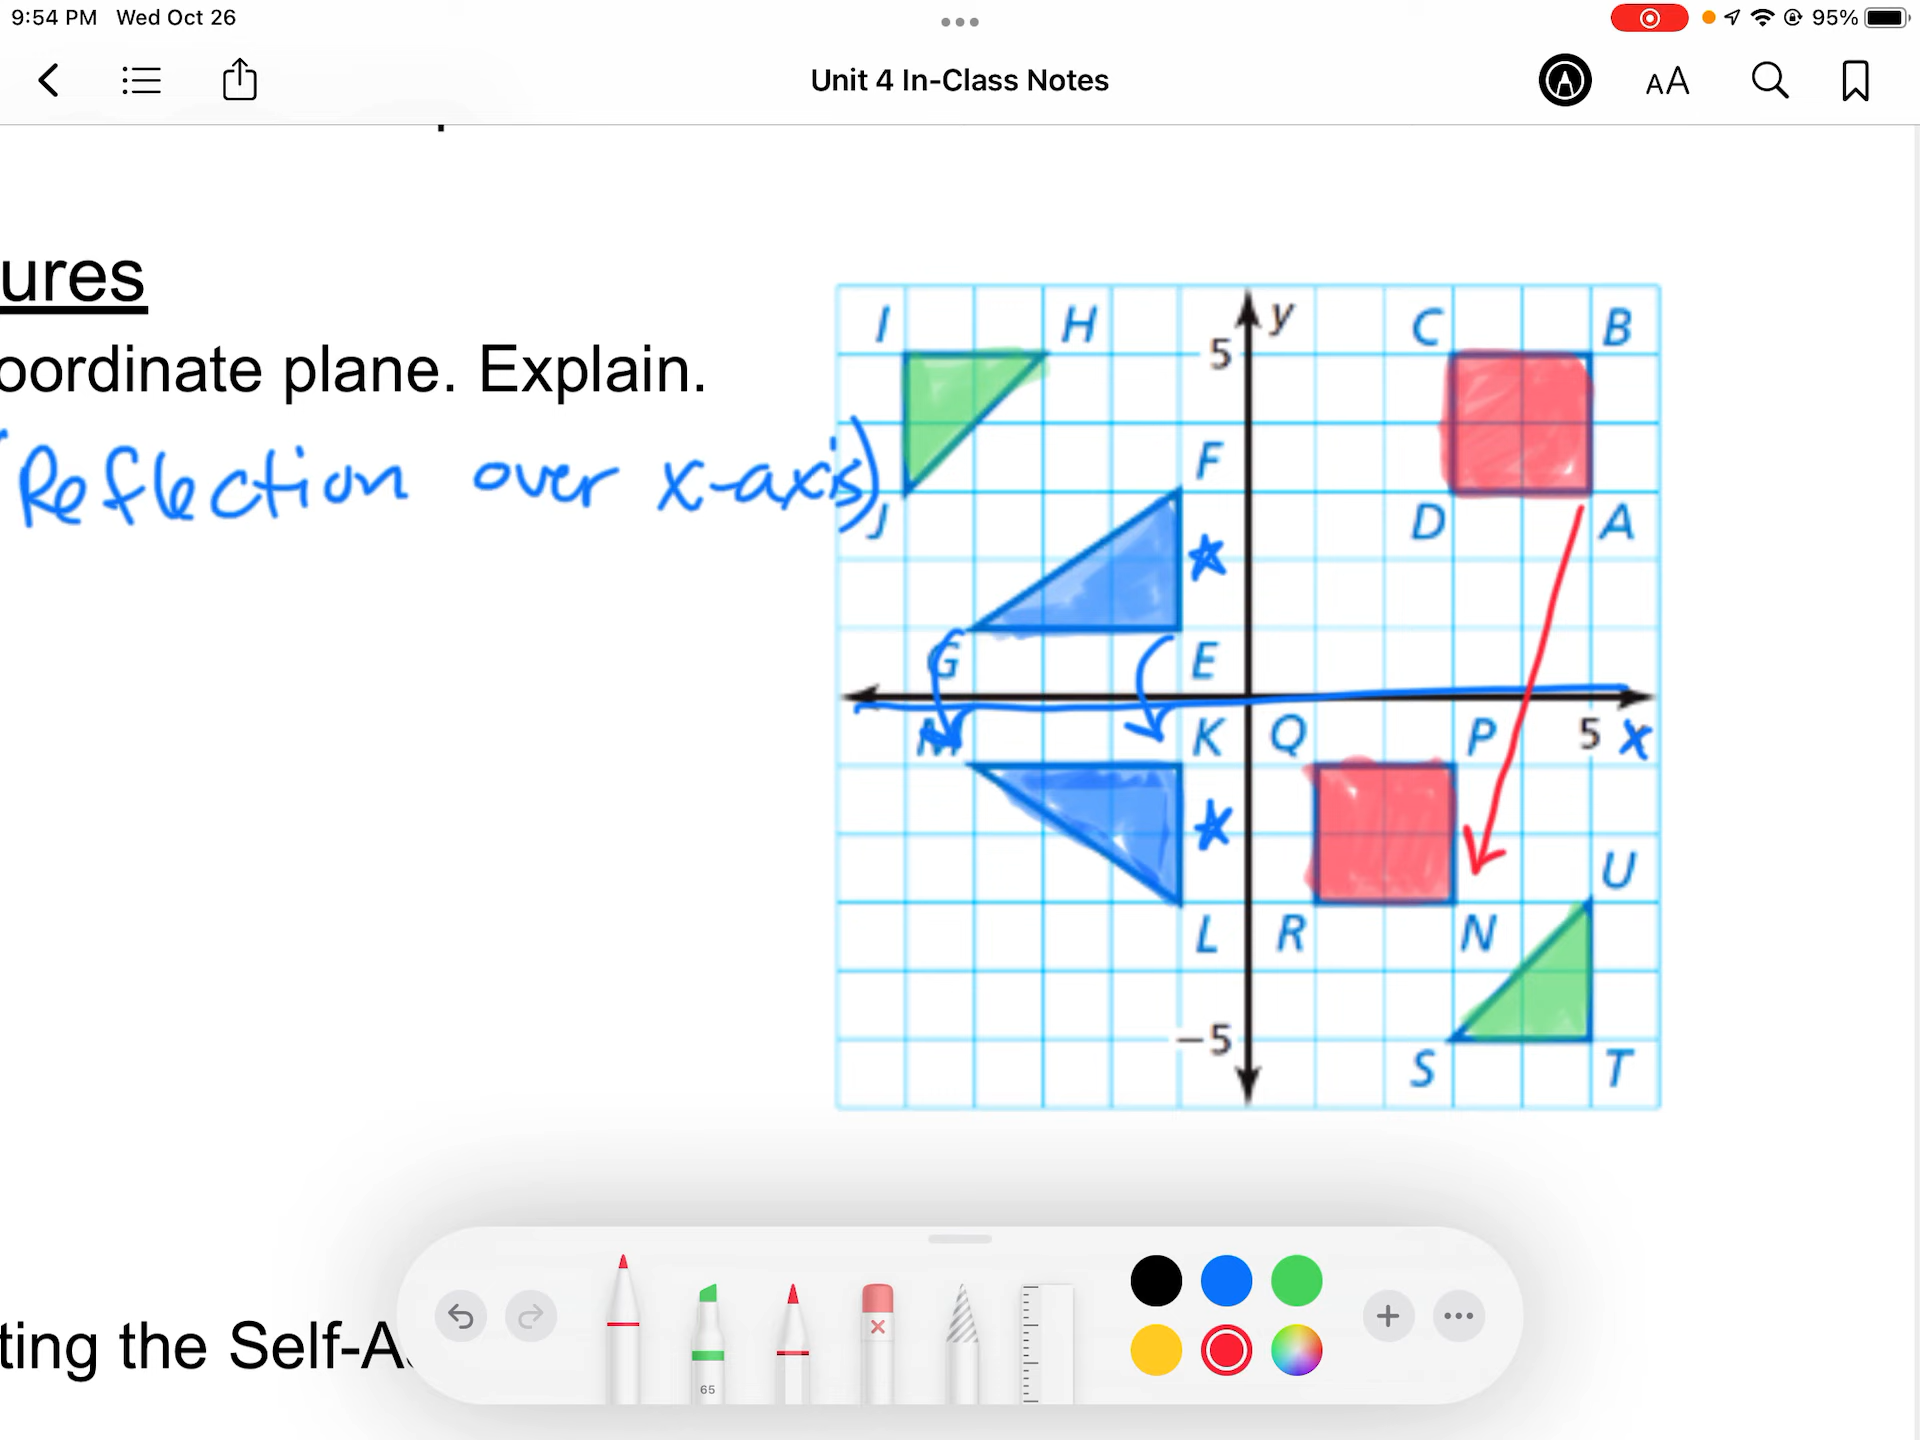 9:54 PM Wed Oct 26
95%
Unit 4 In-Class Notes
AA
ures
oordinate plane. Explain.
Reflection over x-axis)
I H
y
5
C B
F
J
D A
G E
M K Q P 5 x
U
L R N
-5
S T
ting the Self-A
65